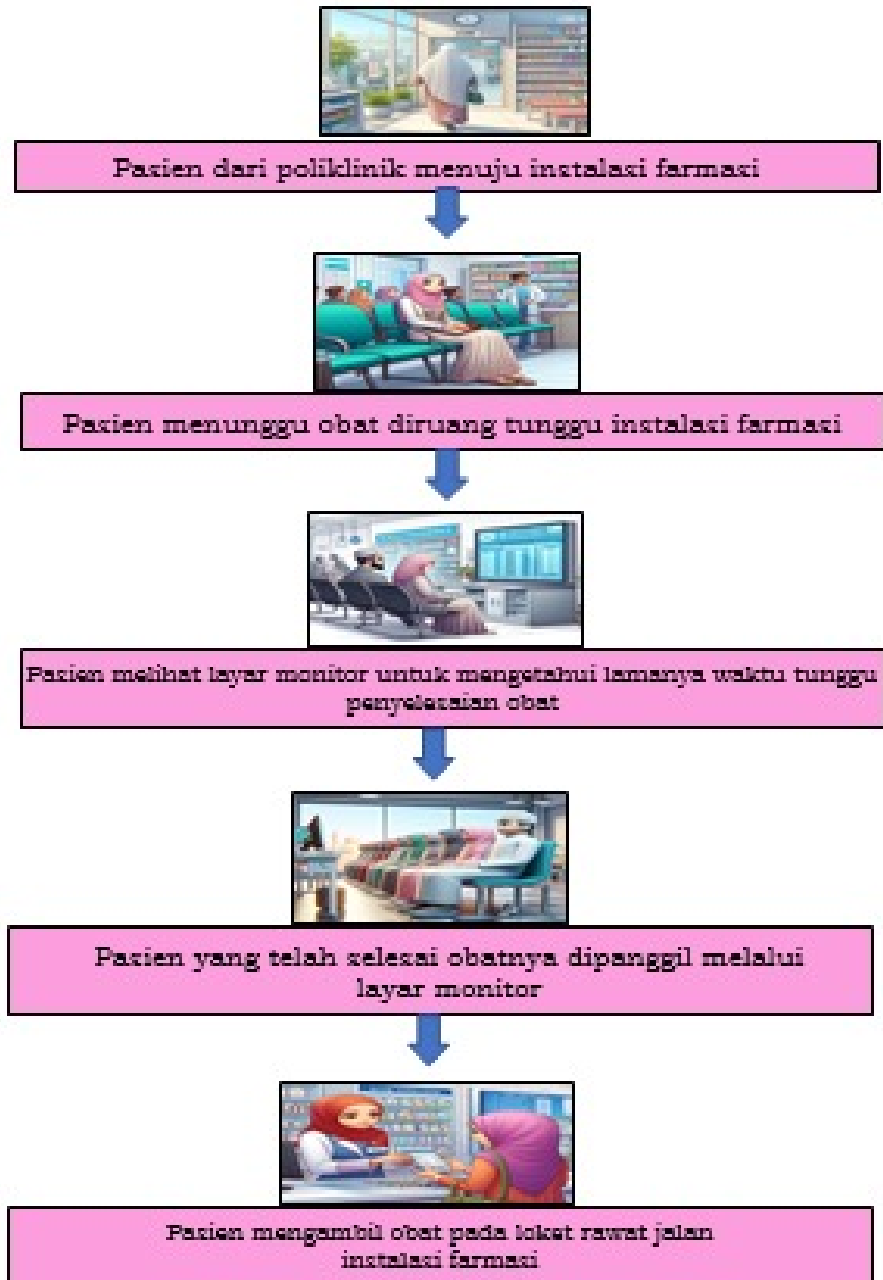 Pasien dari poliklinik menuju instalasi farmasi
Pasien menunggu obat diruang tunggu instalasi farmasi
Pasien melihat layar monitor untuk mengetahui lamanya waktu tunggu
penyelesaian obat
Pasien yang telah selesai obatnya dipanggil melalui
layar monitor
Pasien mengambil obat pada loket rawat jalan
instalasi farmasi